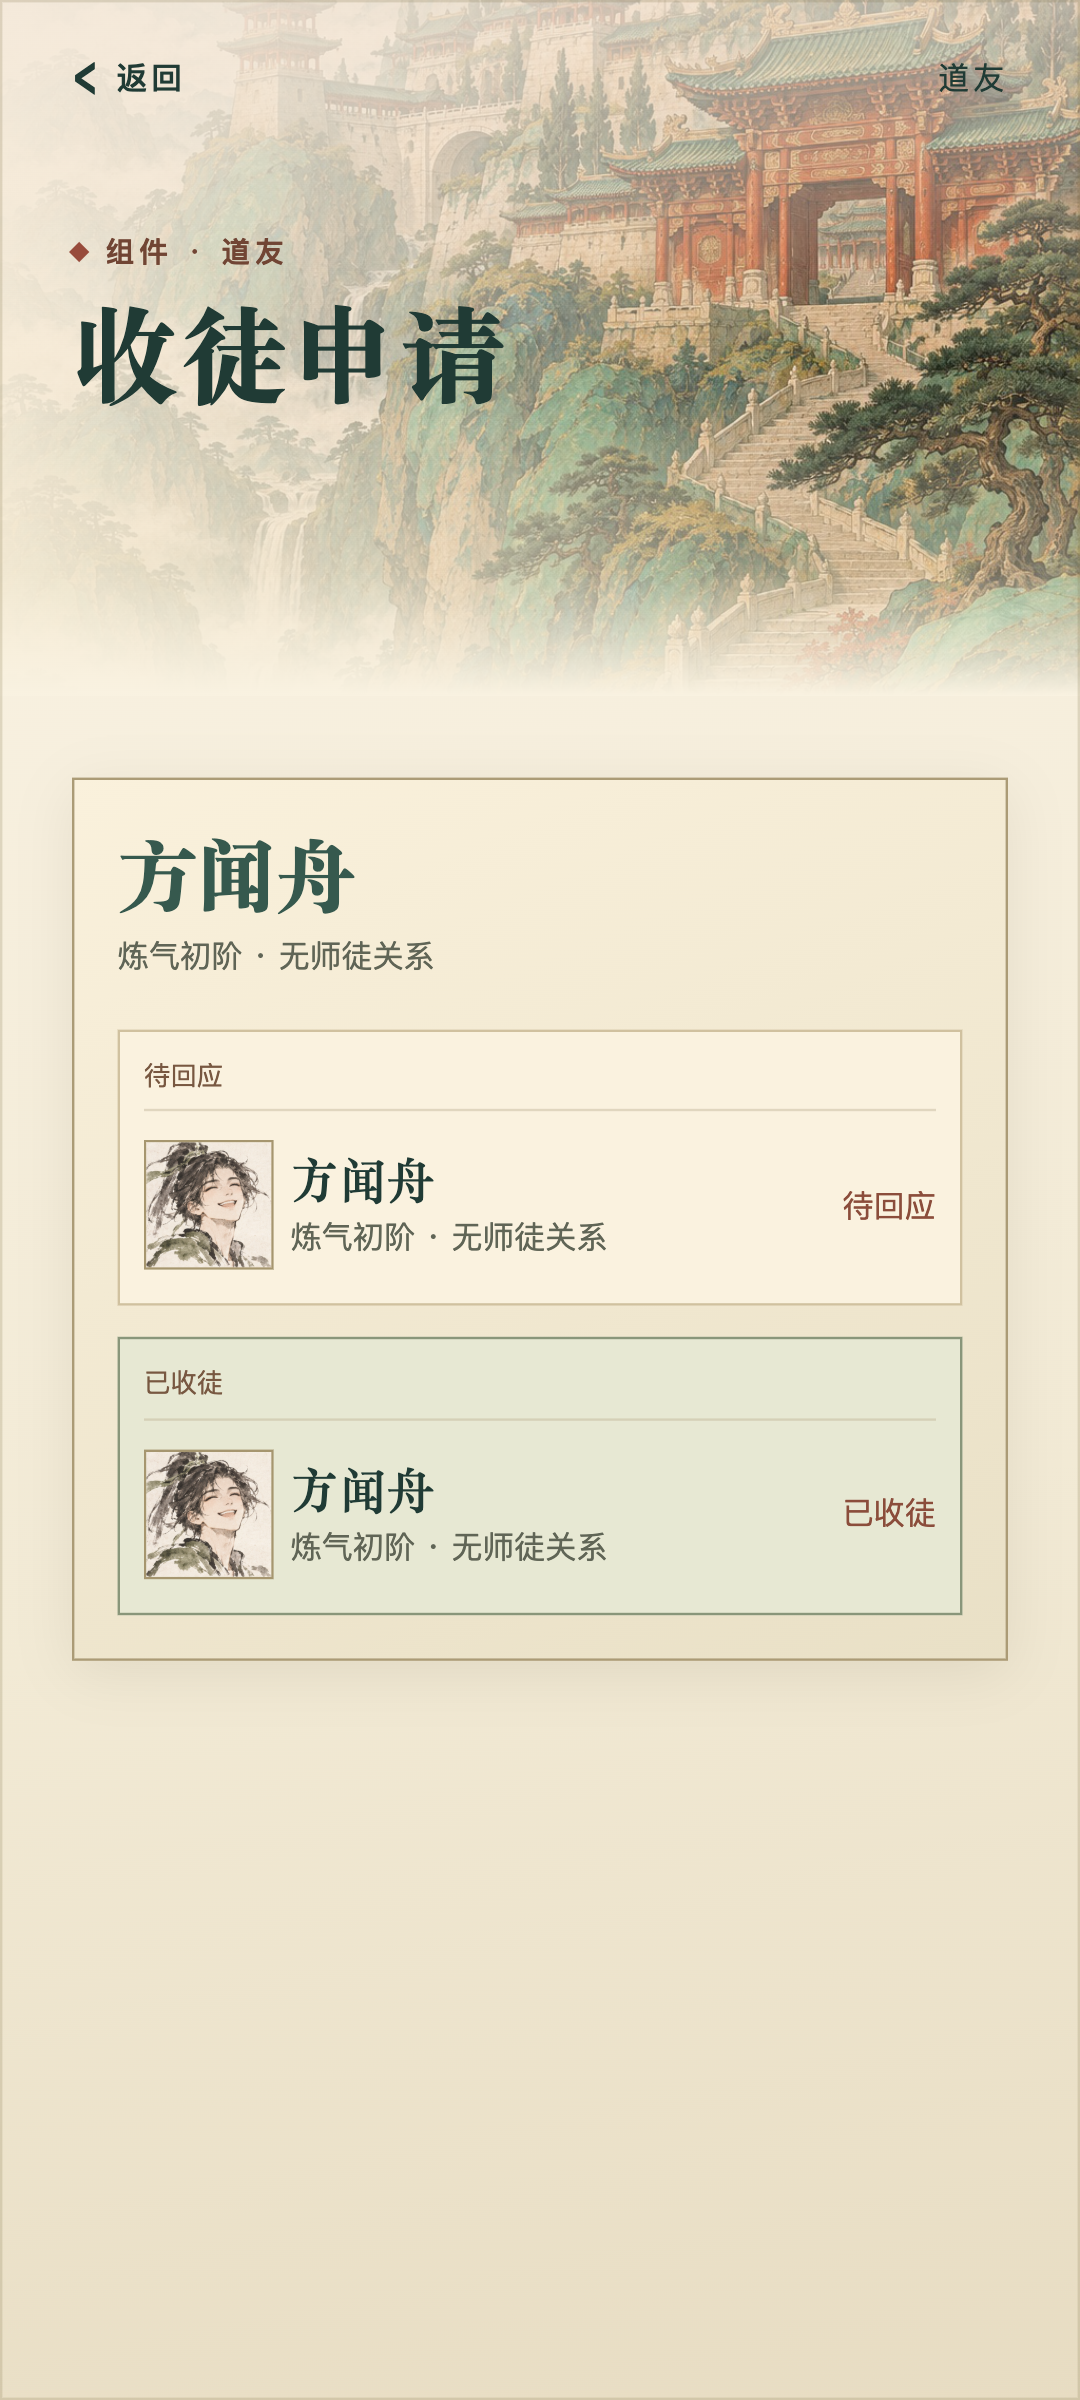 返回
道友
组件 · 道友
收徒申请
方闻舟
炼气初阶 · 无师徒关系
待回应
方闻舟
炼气初阶 · 无师徒关系
待回应
已收徒
方闻舟
炼气初阶 · 无师徒关系
已收徒